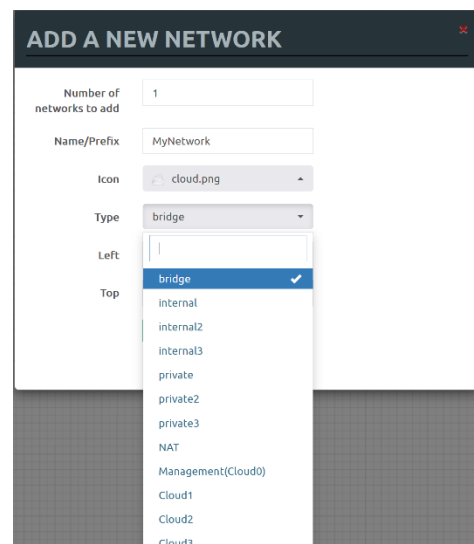 ADD A NEW NETWORK
Number of
networks to add
1
Name/Prefix
MyNetwork
Icon
cloud.png
Type
bridge
Left
Top
bridge
internal
internal2
internal3
private
private2
private3
NAT
Management(Cloud0)
Cloud1
Cloud2
Cloud3